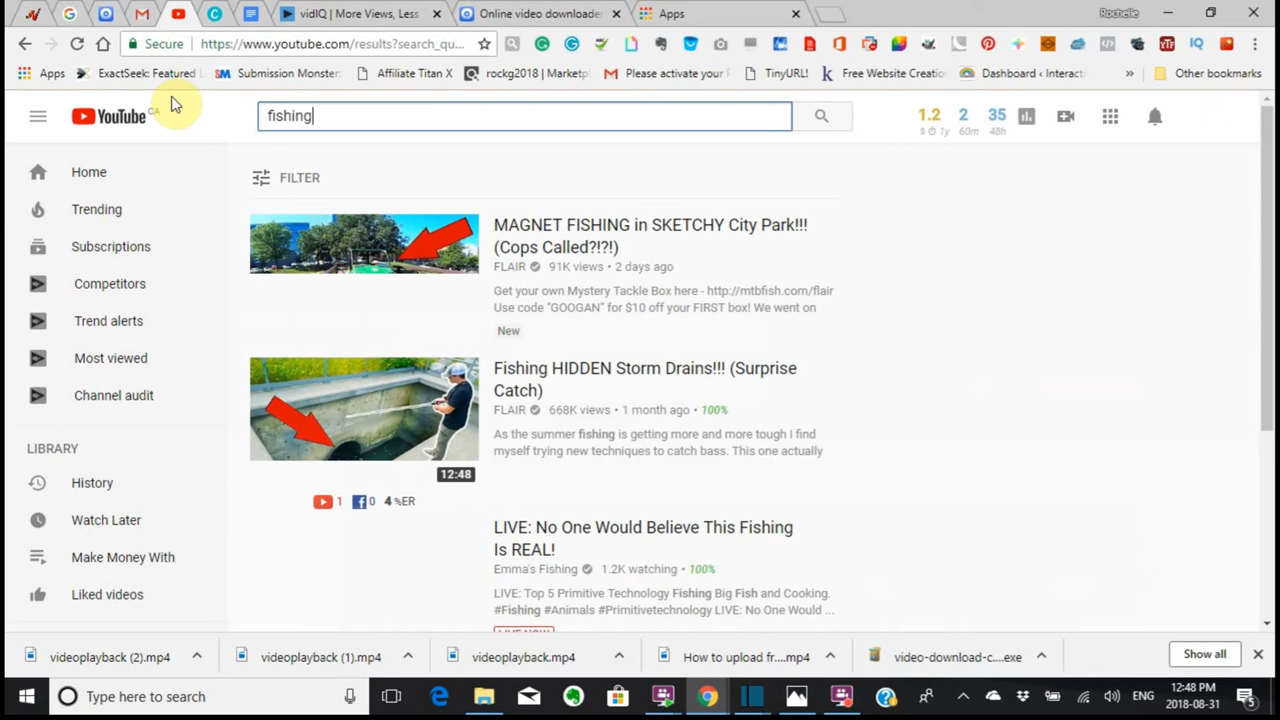 vidIQ | More Views, Less
Online video downloader
Apps
Rochelle
Secure
https://www.youtube.com/results?search_qu...
Apps
ExactSeek: Featured
Submission Monster
Affiliate Titan X
rockg2018 | Marketpl
Please activate your
TinyURL!
Free Website Creatio
Dashboard ‹ Interact
»
Other bookmarks
YouTube CA
fishing
1.2
2
35
$ 1y
60m
48h
Home
Trending
Subscriptions
Competitors
Trend alerts
Most viewed
Channel audit
LIBRARY
History
Watch Later
Make Money With
Liked videos
FILTER
MAGNET FISHING in SKETCHY City Park!!!
(Cops Called?!?!)
FLAIR 91K views • 2 days ago
Get your own Mystery Tackle Box here - http://mtbfish.com/flair
Use code "GOOGAN" for $10 off your FIRST box! We went on
New
Fishing HIDDEN Storm Drains!!! (Surprise
Catch)
FLAIR 668K views • 1 month ago • 100%
As the summer fishing is getting more and more tough I find
myself trying new techniques to catch bass. This one actually
12:48
1 0 4 %ER
LIVE: No One Would Believe This Fishing
Is REAL!
Emma's Fishing 1.2K watching • 100%
LIVE: Top 5 Primitive Technology Fishing Big Fish and Cooking.
#Fishing #Animals #Primitivetechnology LIVE: No One Would ...
LIVE NOW
videoplayback (2).mp4
videoplayback (1).mp4
videoplayback.mp4
How to upload fr....mp4
video-download-c....exe
Show all
Type here to search
ENG
12:48 PM
2018-08-31
5